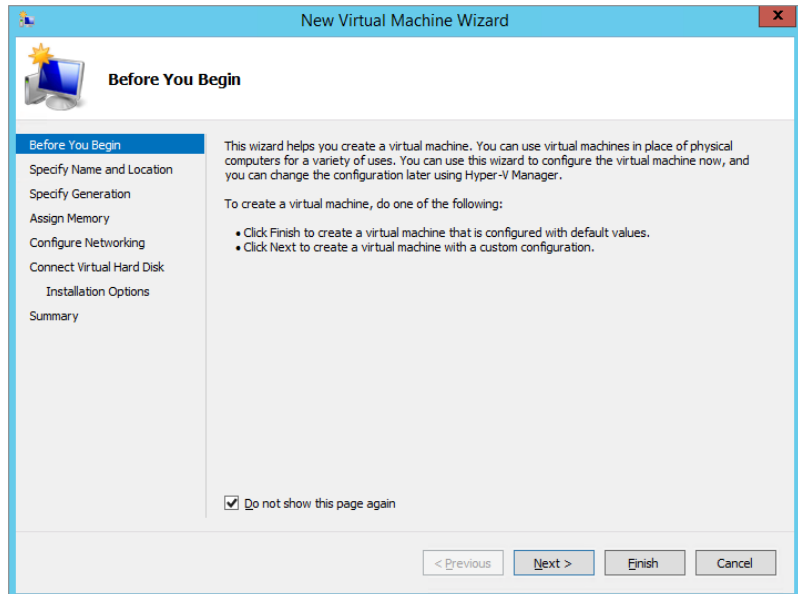 New Virtual Machine Wizard
x
Before You Begin
Before You Begin
Specify Name and Location
Specify Generation
Assign Memory
Configure Networking
Connect Virtual Hard Disk
Installation Options
Summary
This wizard helps you create a virtual machine. You can use virtual machines in place of physical
computers for a variety of uses. You can use this wizard to configure the virtual machine now, and
you can change the configuration later using Hyper-V Manager.
To create a virtual machine, do one of the following:
• Click Finish to create a virtual machine that is configured with default values.
• Click Next to create a virtual machine with a custom configuration.
Do not show this page again
< Previous Next > Finish Cancel